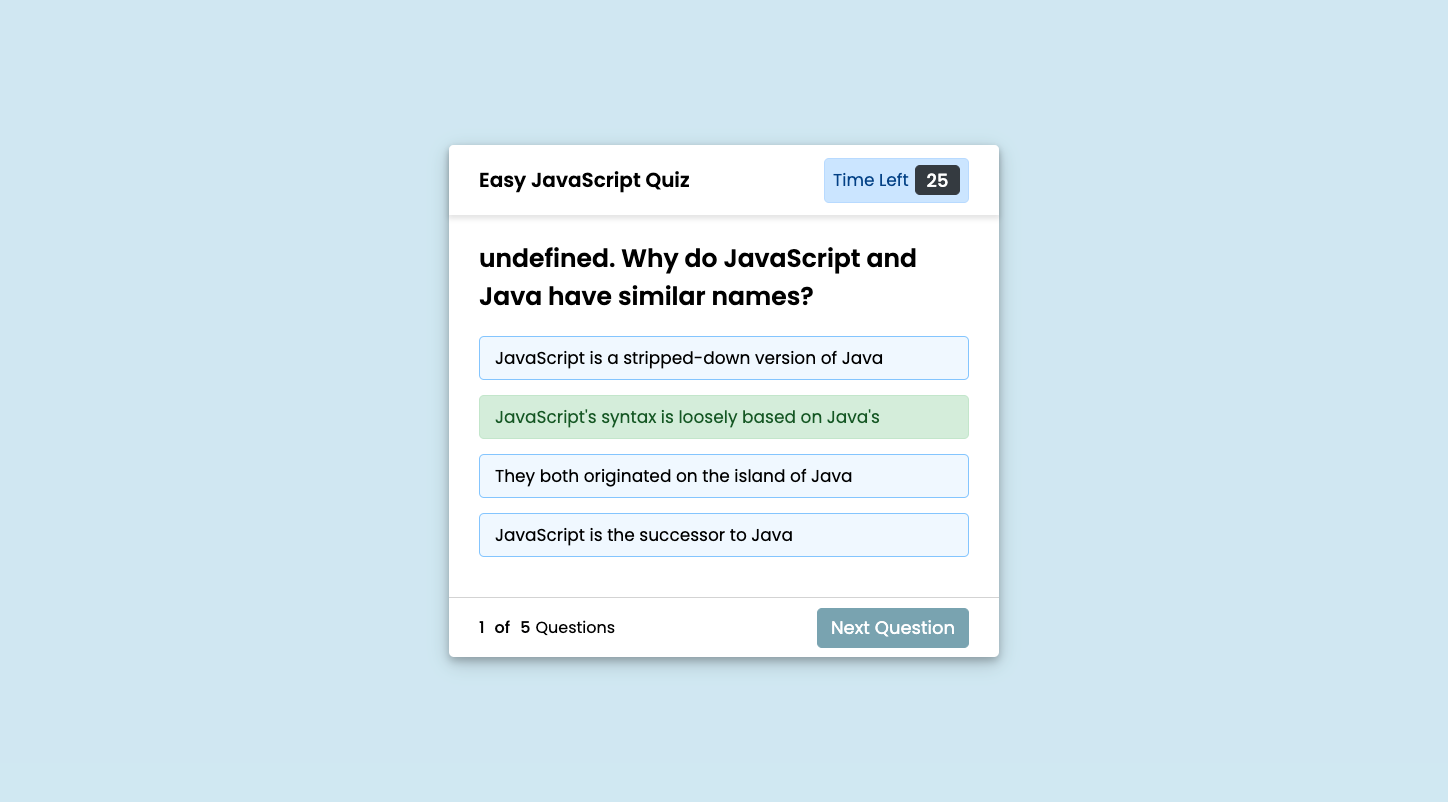 Easy JavaScript Quiz
Time Left 25
undefined. Why do JavaScript and
Java have similar names?
JavaScript is a stripped-down version of Java
JavaScript's syntax is loosely based on Java's
They both originated on the island of Java
JavaScript is the successor to Java
1 of 5 Questions
Next Question